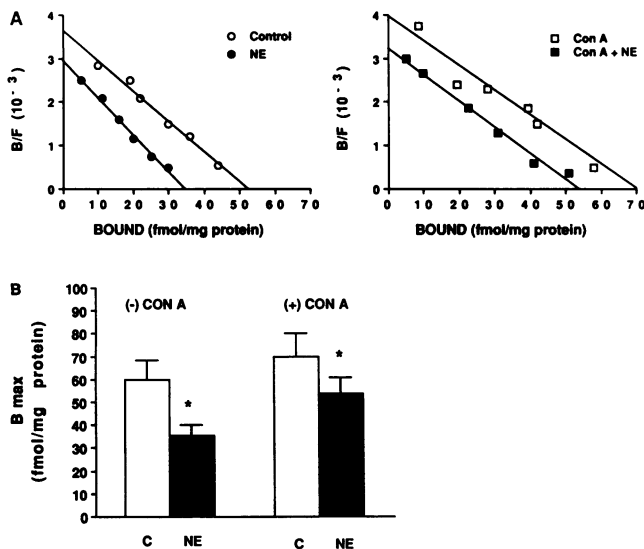 A
B/F (10⁻³)
4
3
2
1
0
Control
NE
0 10 20 30 40 50 60 70
BOUND (fmol/mg protein)
B/F (10⁻³)
4
3
2
1
0
Con A
Con A + NE
0 10 20 30 40 50 60 70
BOUND (fmol/mg protein)
B
B max
(fmol/mg protein)
100
90
80
70
60
50
40
30
20
10
0
(-) CON A
(+) CON A
*
*
C NE C NE